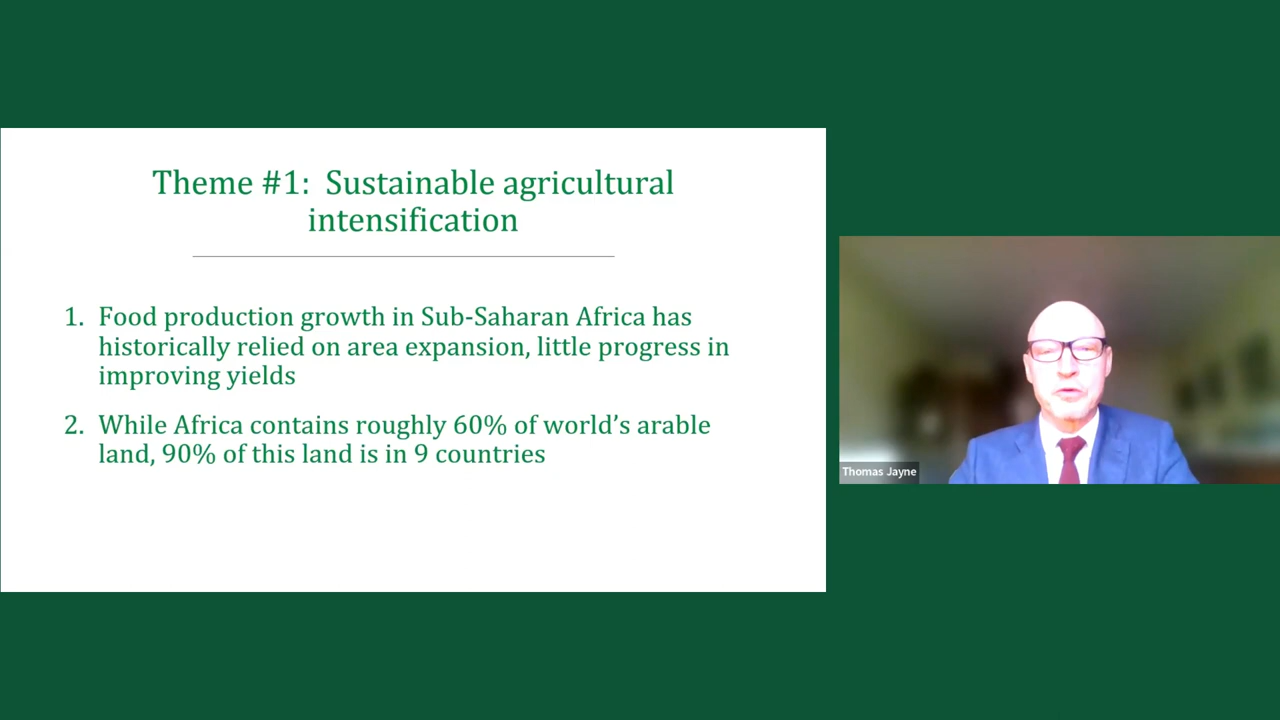 Theme #1: Sustainable agricultural
intensification
1. Food production growth in Sub-Saharan Africa has
historically relied on area expansion, little progress in
improving yields
2. While Africa contains roughly 60% of world’s arable
land, 90% of this land is in 9 countries
Thomas Jayne